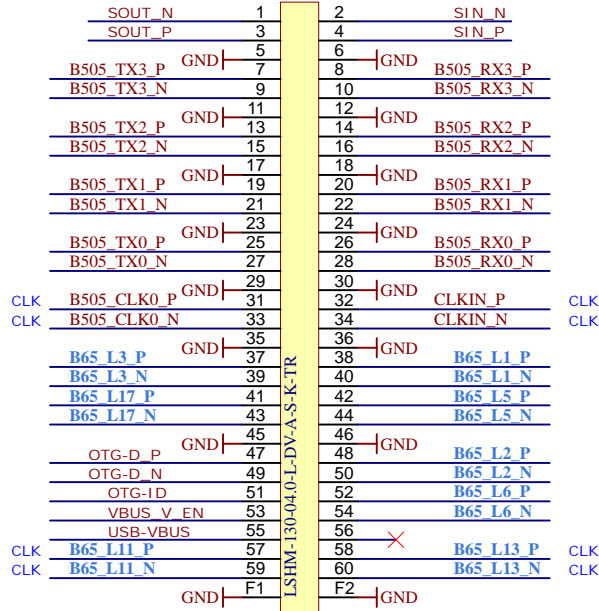 SOUT_N 1 2 SIN_N
SOUT_P 3 4 SIN_P
GND 5 6 GND
B505_TX3_P 7 8 B505_RX3_P
B505_TX3_N 9 10 B505_RX3_N
GND 11 12 GND
B505_TX2_P 13 14 B505_RX2_P
B505_TX2_N 15 16 B505_RX2_N
GND 17 18 GND
B505_TX1_P 19 20 B505_RX1_P
B505_TX1_N 21 22 B505_RX1_N
GND 23 24 GND
B505_TX0_P 25 26 B505_RX0_P
B505_TX0_N 27 28 B505_RX0_N
GND 29 30 GND
CLK B505_CLK0_P 31 32 CLKIN_P CLK
CLK B505_CLK0_N 33 34 CLKIN_N CLK
GND 35 36 GND
B65_L3_P 37 38 B65_L1_P
B65_L3_N 39 40 B65_L1_N
B65_L17_P 41 42 B65_L5_P
B65_L17_N 43 44 B65_L5_N
GND 45 46 GND
OTG-D_P 47 48 B65_L2_P
OTG-D_N 49 50 B65_L2_N
OTG-ID 51 52 B65_L6_P
VBUS_V_EN 53 54 B65_L6_N
USB-VBUS 55 56
CLK B65_L11_P 57 58 B65_L13_P CLK
CLK B65_L11_N 59 60 B65_L13_N CLK
GND F1 F2 GND
LSHM-130-04.0-L-DV-A-S-K-TR